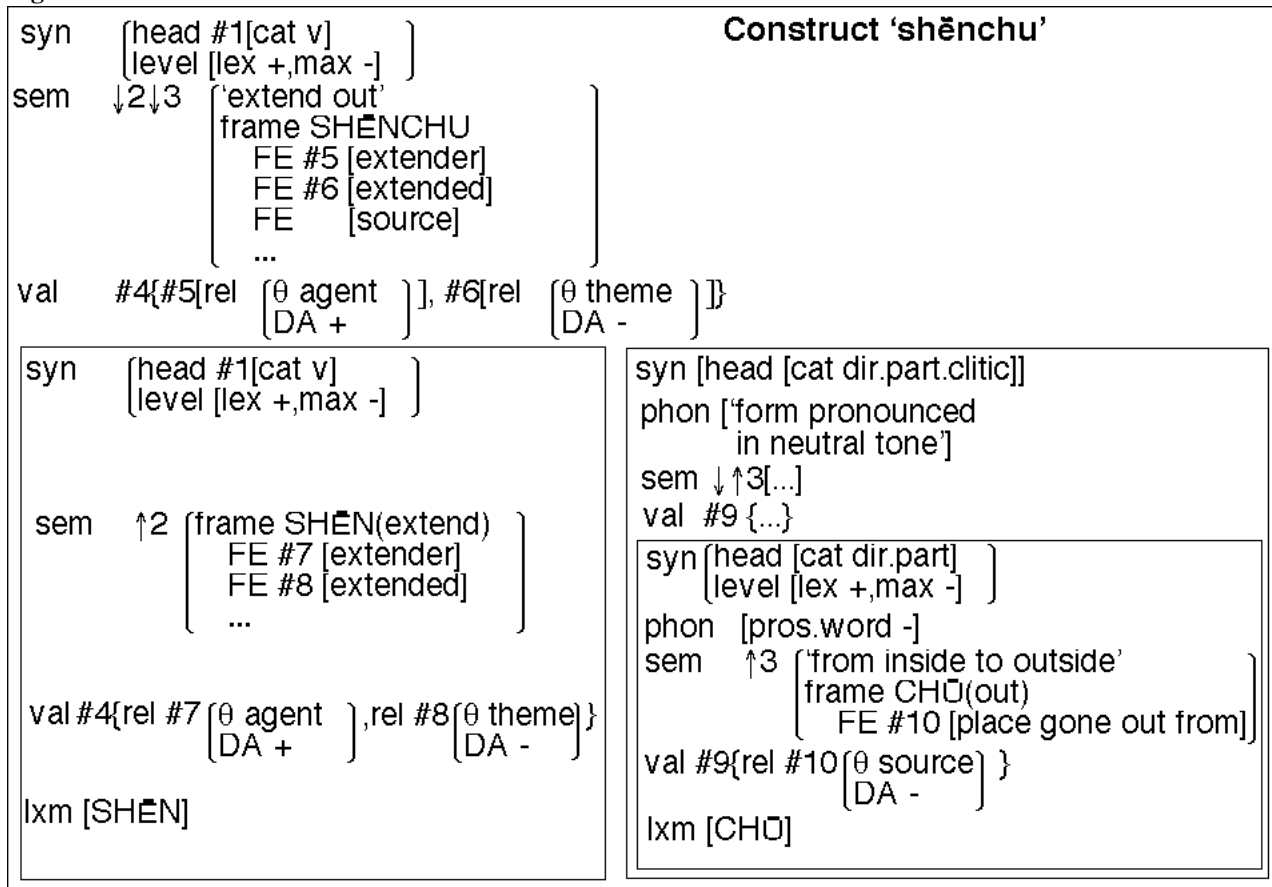 Construct 'shēnchu'
syn [head #1[cat v]
level [lex +,max -] ]
sem ↓2↓3 ['extend out'
frame SHĒNCHU
FE #5 [extender]
FE #6 [extended]
FE [source]
... ]
val #4{#5[rel [θ agent ]], #6[rel [θ theme ]]}
[DA + ] [DA - ]
syn [head #1[cat v]
level [lex +,max -] ]
sem ↑2 [frame SHĒN(extend)
FE #7 [extender]
FE #8 [extended]
... ]
val #4{rel #7[θ agent ],rel #8[θ theme]}
[DA + ] [DA - ]
lxm [SHĒN]
syn [head [cat dir.part.clitic]]
phon ['form pronounced
in neutral tone']
sem ↓↑3[...]
val #9 {...}
syn [head [cat dir.part]
level [lex +,max -] ]
phon [pros.word -]
sem ↑3 ['from inside to outside'
frame CHŪ(out)
FE #10 [place gone out from]]
val #9{rel #10[θ source] }
[DA - ]
lxm [CHŪ]